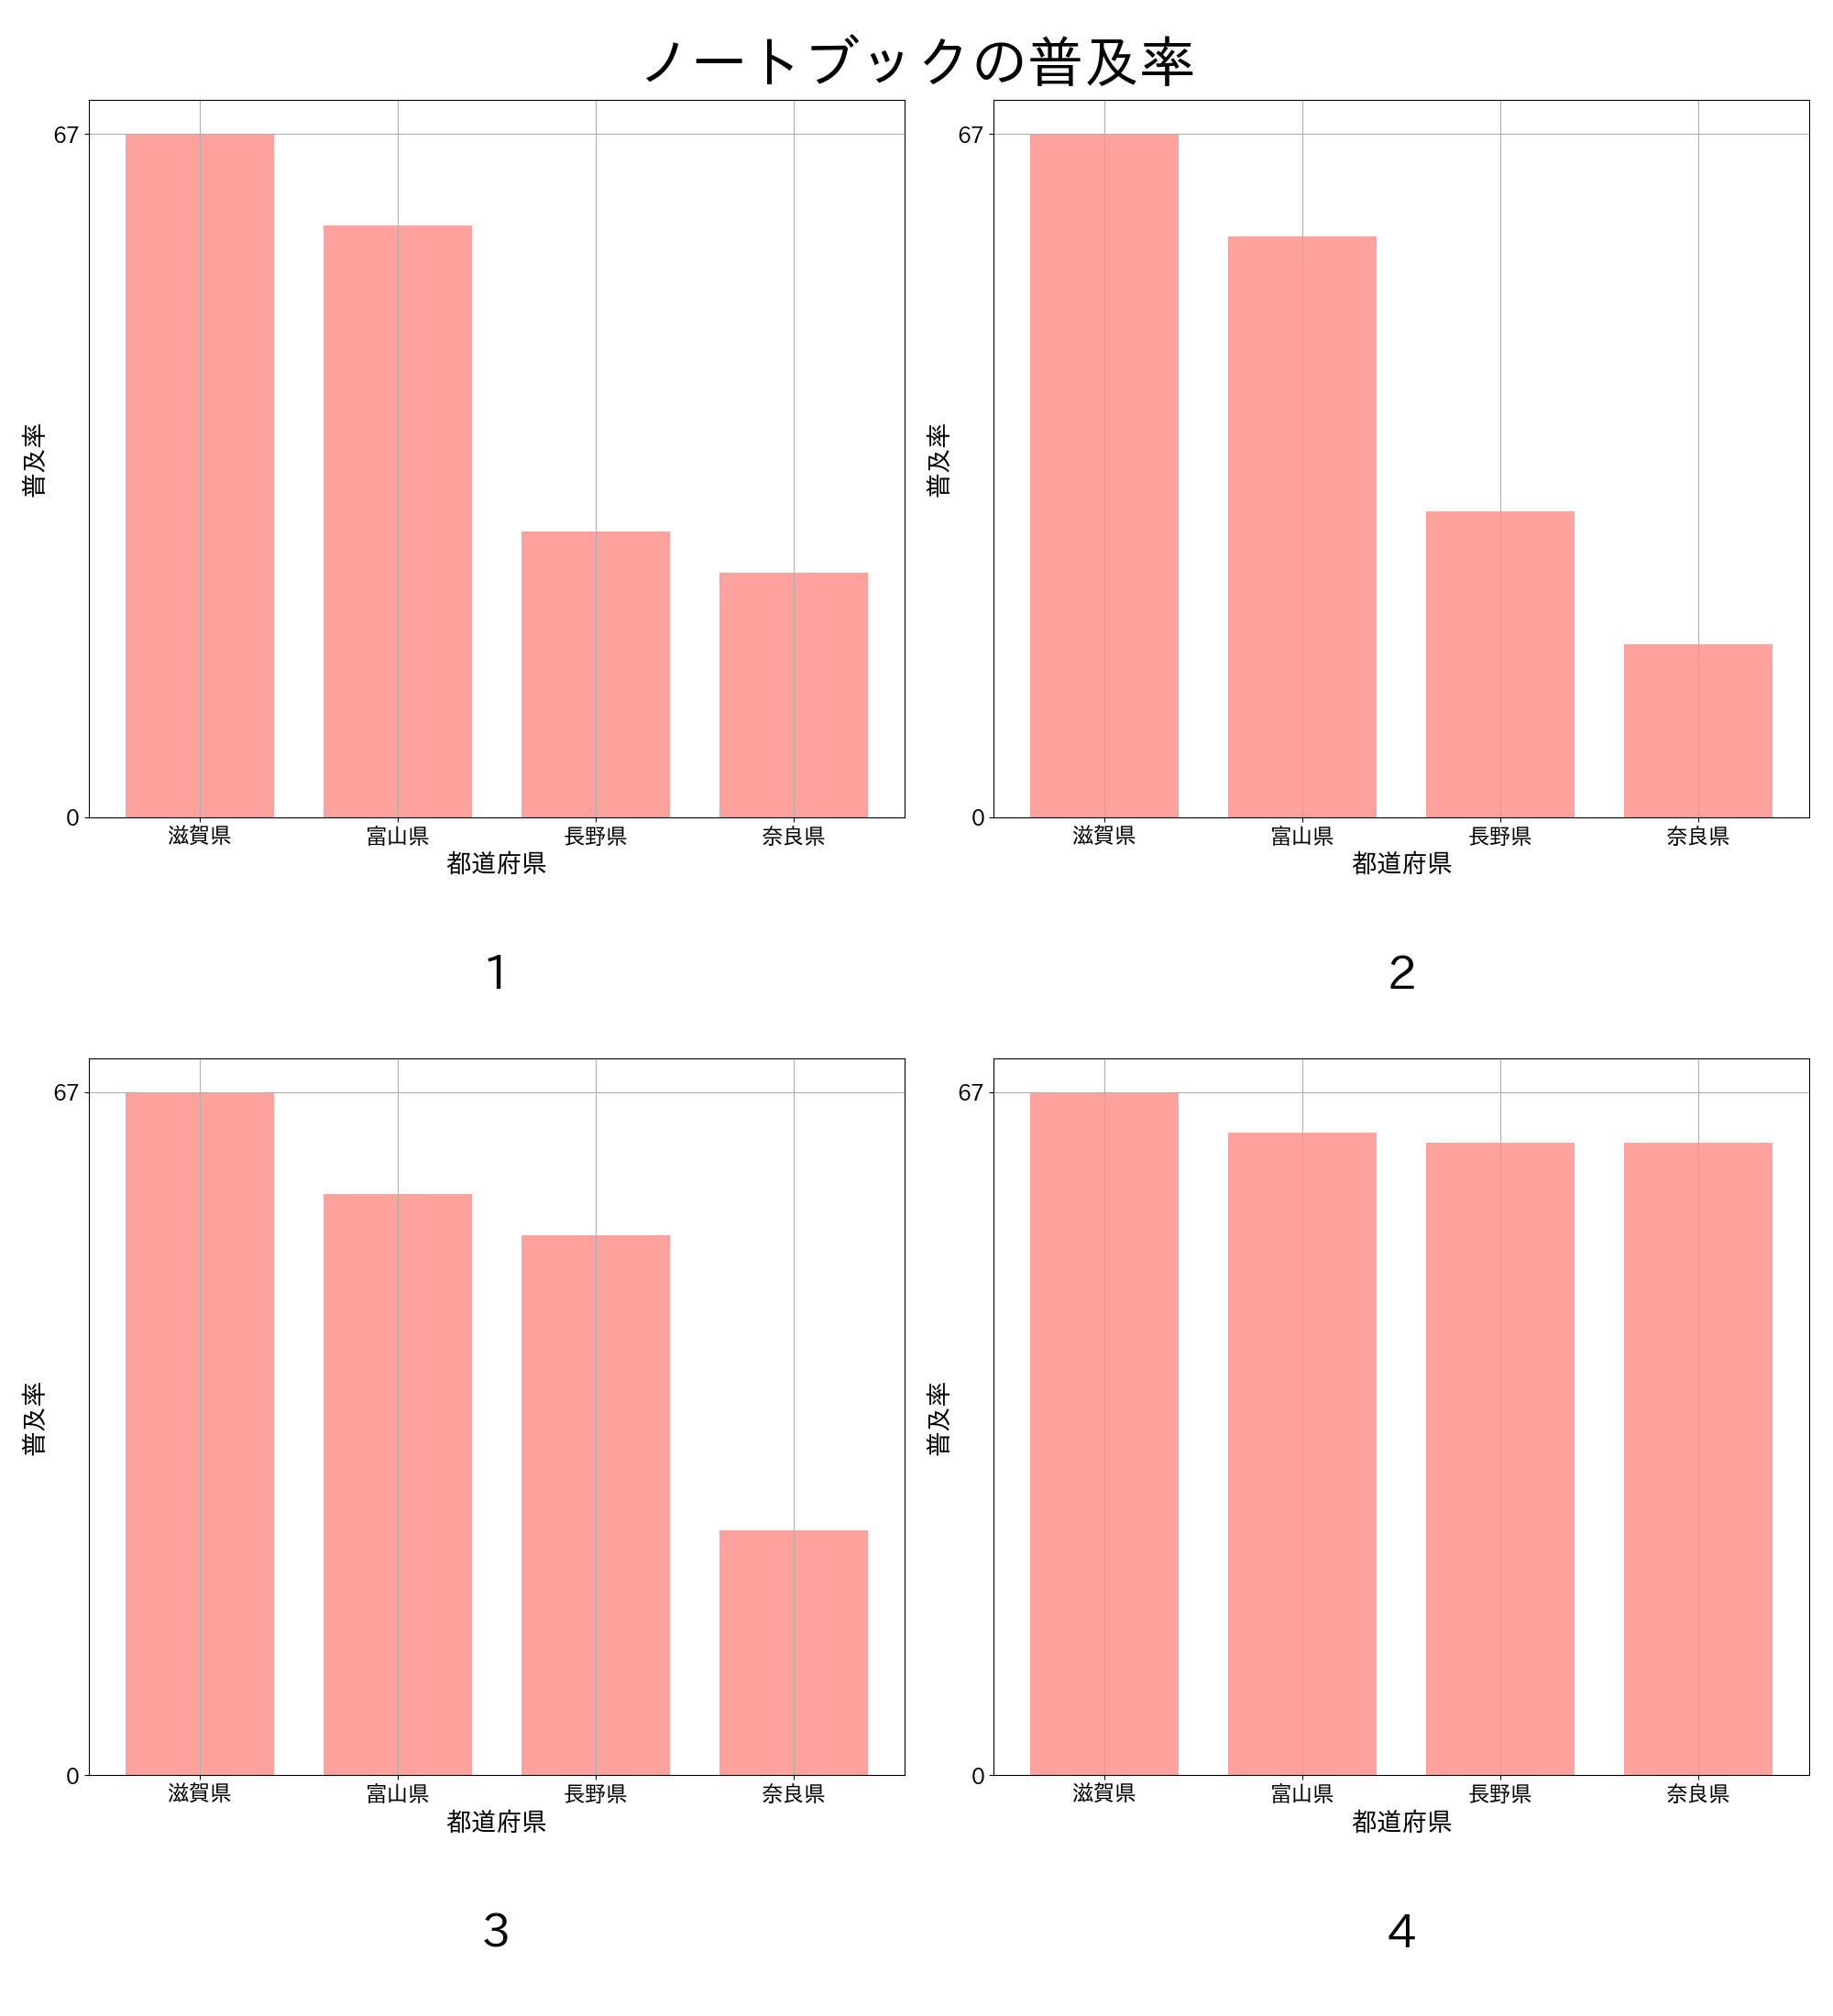 ノートブックの普及率
67
0
普及率
滋賀県 富山県 長野県 奈良県
都道府県
1
67
0
普及率
滋賀県 富山県 長野県 奈良県
都道府県
2
67
0
普及率
滋賀県 富山県 長野県 奈良県
都道府県
3
67
0
普及率
滋賀県 富山県 長野県 奈良県
都道府県
4